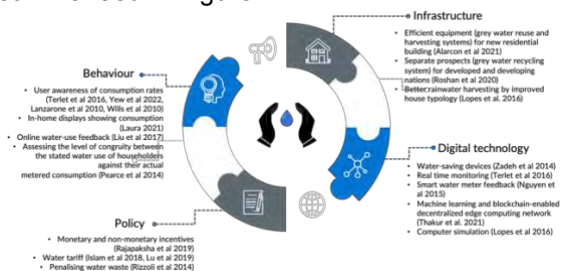 Infrastructure
• Efficient equipment (grey water reuse and
harvesting systems) for new residential
building (Alarcon et al 2021)
• Separate prospects (grey water recycling
system) for developed and developing
nations (Roshan et al 2020)
• Better rainwater harvesting by improved
house typology (Lopes et al. 2016)
Behaviour
• User awareness of consumption rates
(Terlet et al 2016, Yew et al 2022,
Lanzarone et al 2010, Wills et al 2010)
• In-home displays showing consumption
(Laura 2021)
• Online water-use feedback (Liu et al 2017)
• Assessing the level of congruity between
the stated water use of householders
against their actual
metered consumption (Pearce et al 2014)
Digital technology
• Water-saving devices (Zadeh et al 2014)
• Real time monitoring (Terlet et al 2016)
• Smart water meter feedback (Nguyen et
al 2015)
• Machine learning and blockchain-enabled
decentralized edge computing network
(Thakur et al. 2021)
• Computer simulation (Lopes et al 2016)
Policy
• Monetary and non-monetary incentives
(Rajapaksha et al 2019)
• Water tariff (Islam et al 2018, Lu et al 2019)
• Penalising water waste (Rizzoli et al 2014)